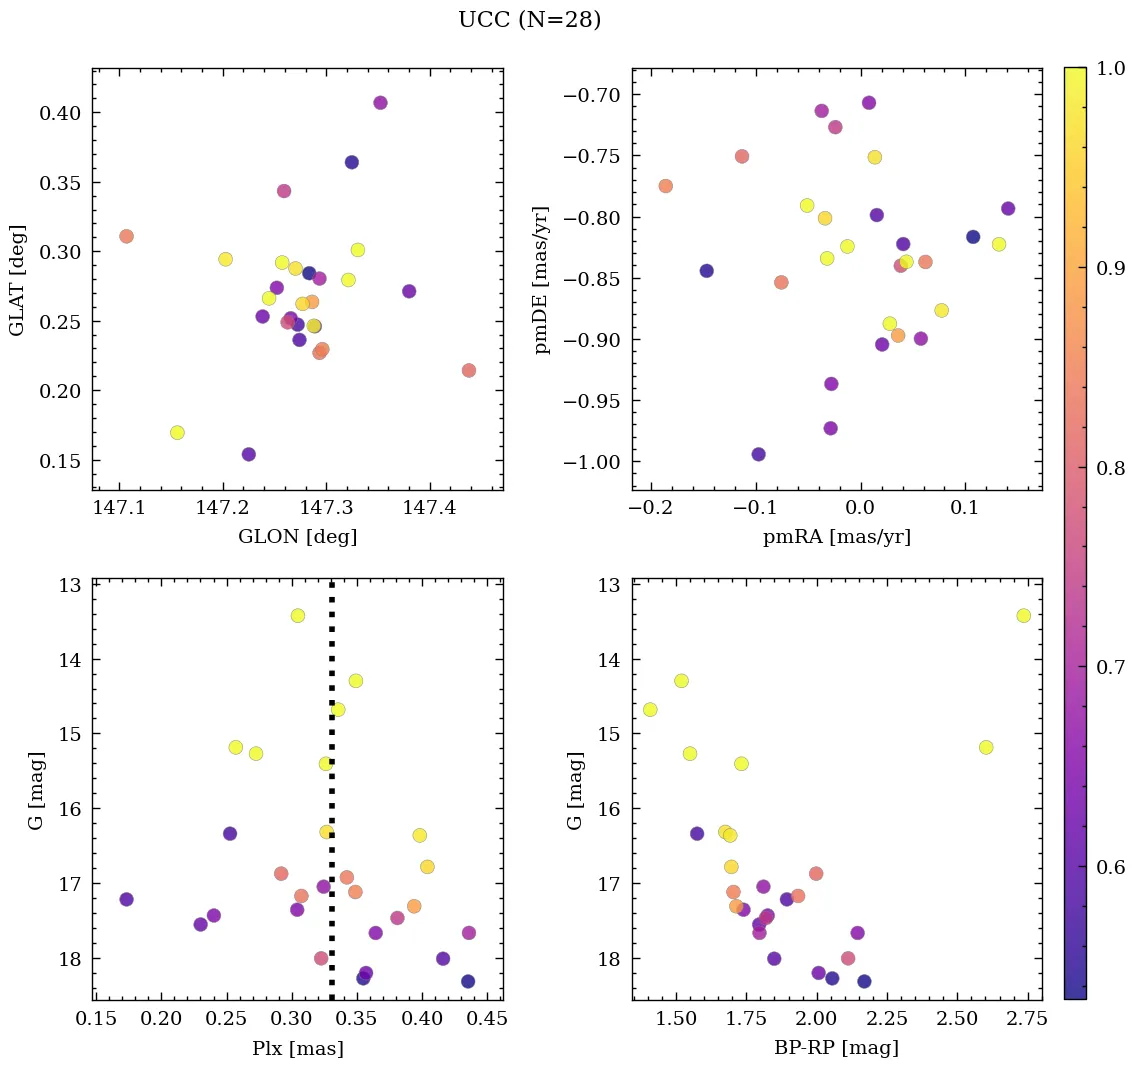 UCC (N=28)
0.40
0.35
0.30
0.25
0.20
0.15
GLAT [deg]
147.1 147.2 147.3 147.4
GLON [deg]
−0.70
−0.75
−0.80
−0.85
−0.90
−0.95
−1.00
pmDE [mas/yr]
−0.2 −0.1 0.0 0.1
pmRA [mas/yr]
13
14
15
16
17
18
G [mag]
0.15 0.20 0.25 0.30 0.35 0.40 0.45
Plx [mas]
13
14
15
16
17
18
G [mag]
1.50 1.75 2.00 2.25 2.50 2.75
BP-RP [mag]
1.0
0.9
0.8
0.7
0.6